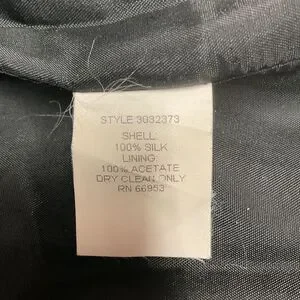 STYLE 3032373
SHELL:
100% SILK
LINING:
100% ACETATE
DRY CLEAN ONLY
RN 66953